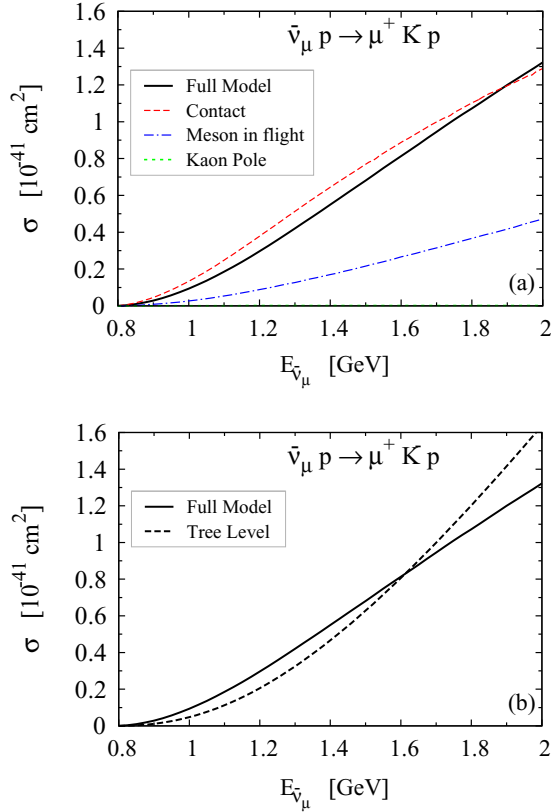 1.6
ν̄μ p → μ⁺ K⁻ p
1.4
Full Model
1.2
Contact
Meson in flight
1
Kaon Pole
0.8
σ [10⁻⁴¹ cm²]
0.6
0.4
0.2
(a)
0
0.8 1 1.2 1.4 1.6 1.8 2
E_ν̄μ [GeV]
1.6
ν̄μ p → μ⁺ K⁻ p
1.4
Full Model
1.2
Tree Level
1
0.8
σ [10⁻⁴¹ cm²]
0.6
0.4
0.2
(b)
0
0.8 1 1.2 1.4 1.6 1.8 2
E_ν̄μ [GeV]